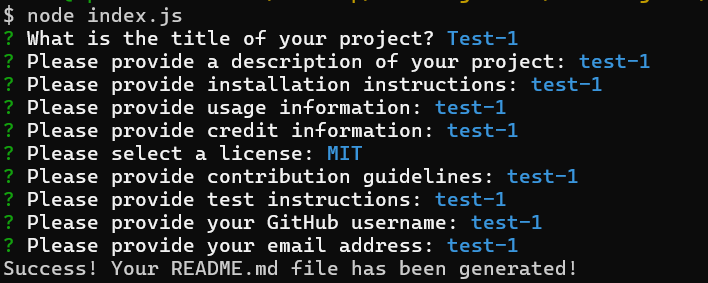 $ node index.js
? What is the title of your project? Test-1
? Please provide a description of your project: test-1
? Please provide installation instructions: test-1
? Please provide usage information: test-1
? Please provide credit information: test-1
? Please select a license: MIT
? Please provide contribution guidelines: test-1
? Please provide test instructions: test-1
? Please provide your GitHub username: test-1
? Please provide your email address: test-1
Success! Your README.md file has been generated!